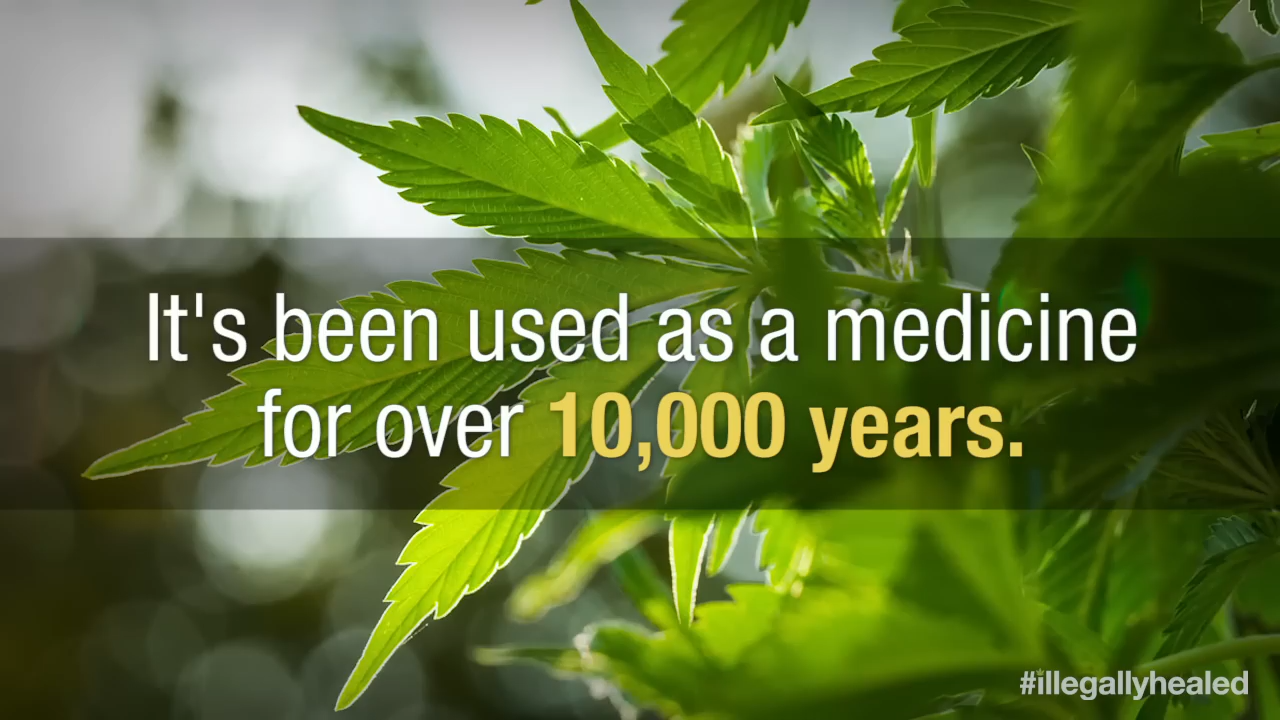 It's been used as a medicine
for over 10,000 years.
#illegallyhealed